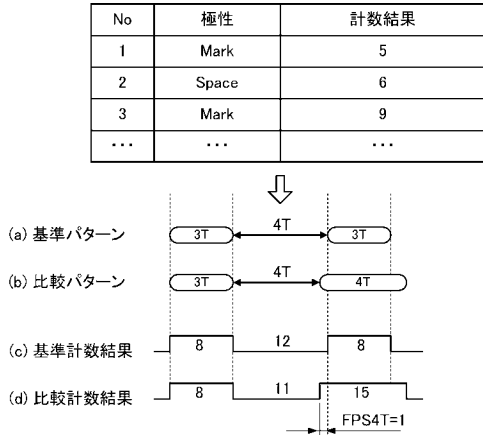 No 極性 計数結果
1 Mark 5
2 Space 6
3 Mark 9
… … …
(a) 基準パターン 3T 4T 3T
(b) 比較パターン 3T 4T 4T
(c) 基準計数結果 8 12 8
(d) 比較計数結果 8 11 15
FPS4T=1